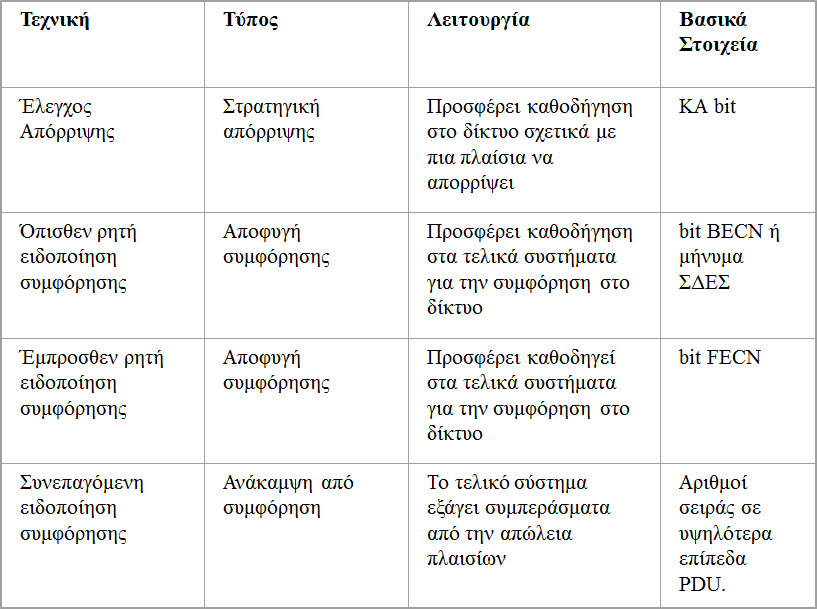 Τεχνική
Τύπος
Λειτουργία
Βασικά
Στοιχεία
Έλεγχος
Απόρριψης
Στρατηγική
απόρριψης
Προσφέρει καθοδήγηση
στο δίκτυο σχετικά με
πια πλαίσια να
απορρίψει
ΚΑ bit
Όπισθεν ρητή
ειδοποίηση
συμφόρησης
Αποφυγή
συμφόρησης
Προσφέρει καθοδήγηση
στα τελικά συστήματα
για την συμφόρηση στο
δίκτυο
bit BECN ή
μήνυμα
ΣΔΕΣ
Έμπροσθεν ρητή
ειδοποίηση
συμφόρησης
Αποφυγή
συμφόρησης
Προσφέρει καθοδηγεί
στα τελικά συστήματα
για την συμφόρηση στο
δίκτυο
bit FECN
Συνεπαγόμενη
ειδοποίηση
συμφόρησης
Ανάκαμψη από
συμφόρηση
Το τελικό σύστημα
εξάγει συμπεράσματα
από την απώλεια
πλαισίων
Αριθμοί
σειράς σε
υψηλότερα
επίπεδα
PDU.